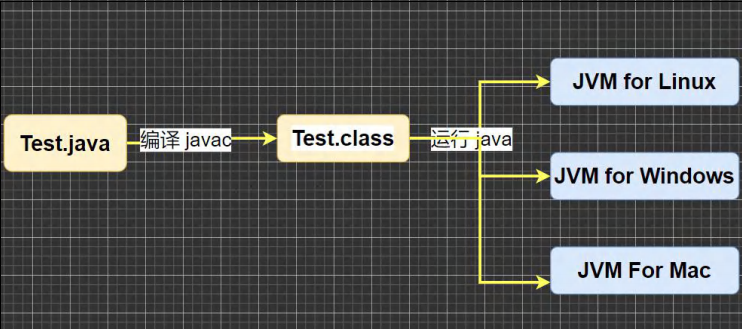 Test.java
编译 javac
Test.class
运行 java
JVM for Linux
JVM for Windows
JVM For Mac